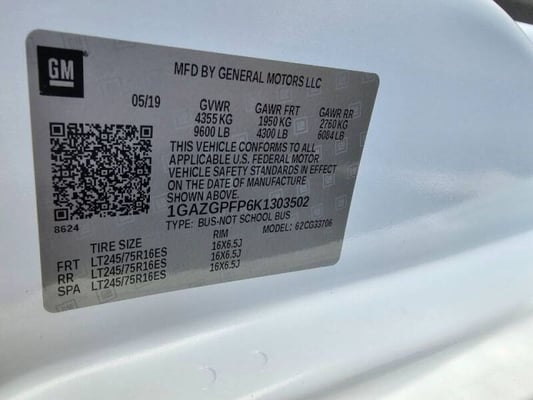 GM
MFD BY GENERAL MOTORS LLC
05/19 GVWR GAWR FRT GAWR RR
4355 KG 1950 KG 2760 KG
9600 LB 4300 LB 6084 LB
THIS VEHICLE CONFORMS TO ALL
APPLICABLE U.S. FEDERAL MOTOR
VEHICLE SAFETY STANDARDS IN EFFECT
ON THE DATE OF MANUFACTURE
SHOWN ABOVE.
1GAZGPFP6K1303502
8624 TYPE: BUS-NOT SCHOOL BUS MODEL: 62CG33706
TIRE SIZE RIM
FRT LT245/75R16ES 16X6.5J
RR LT245/75R16ES 16X6.5J
SPA LT245/75R16ES 16X6.5J